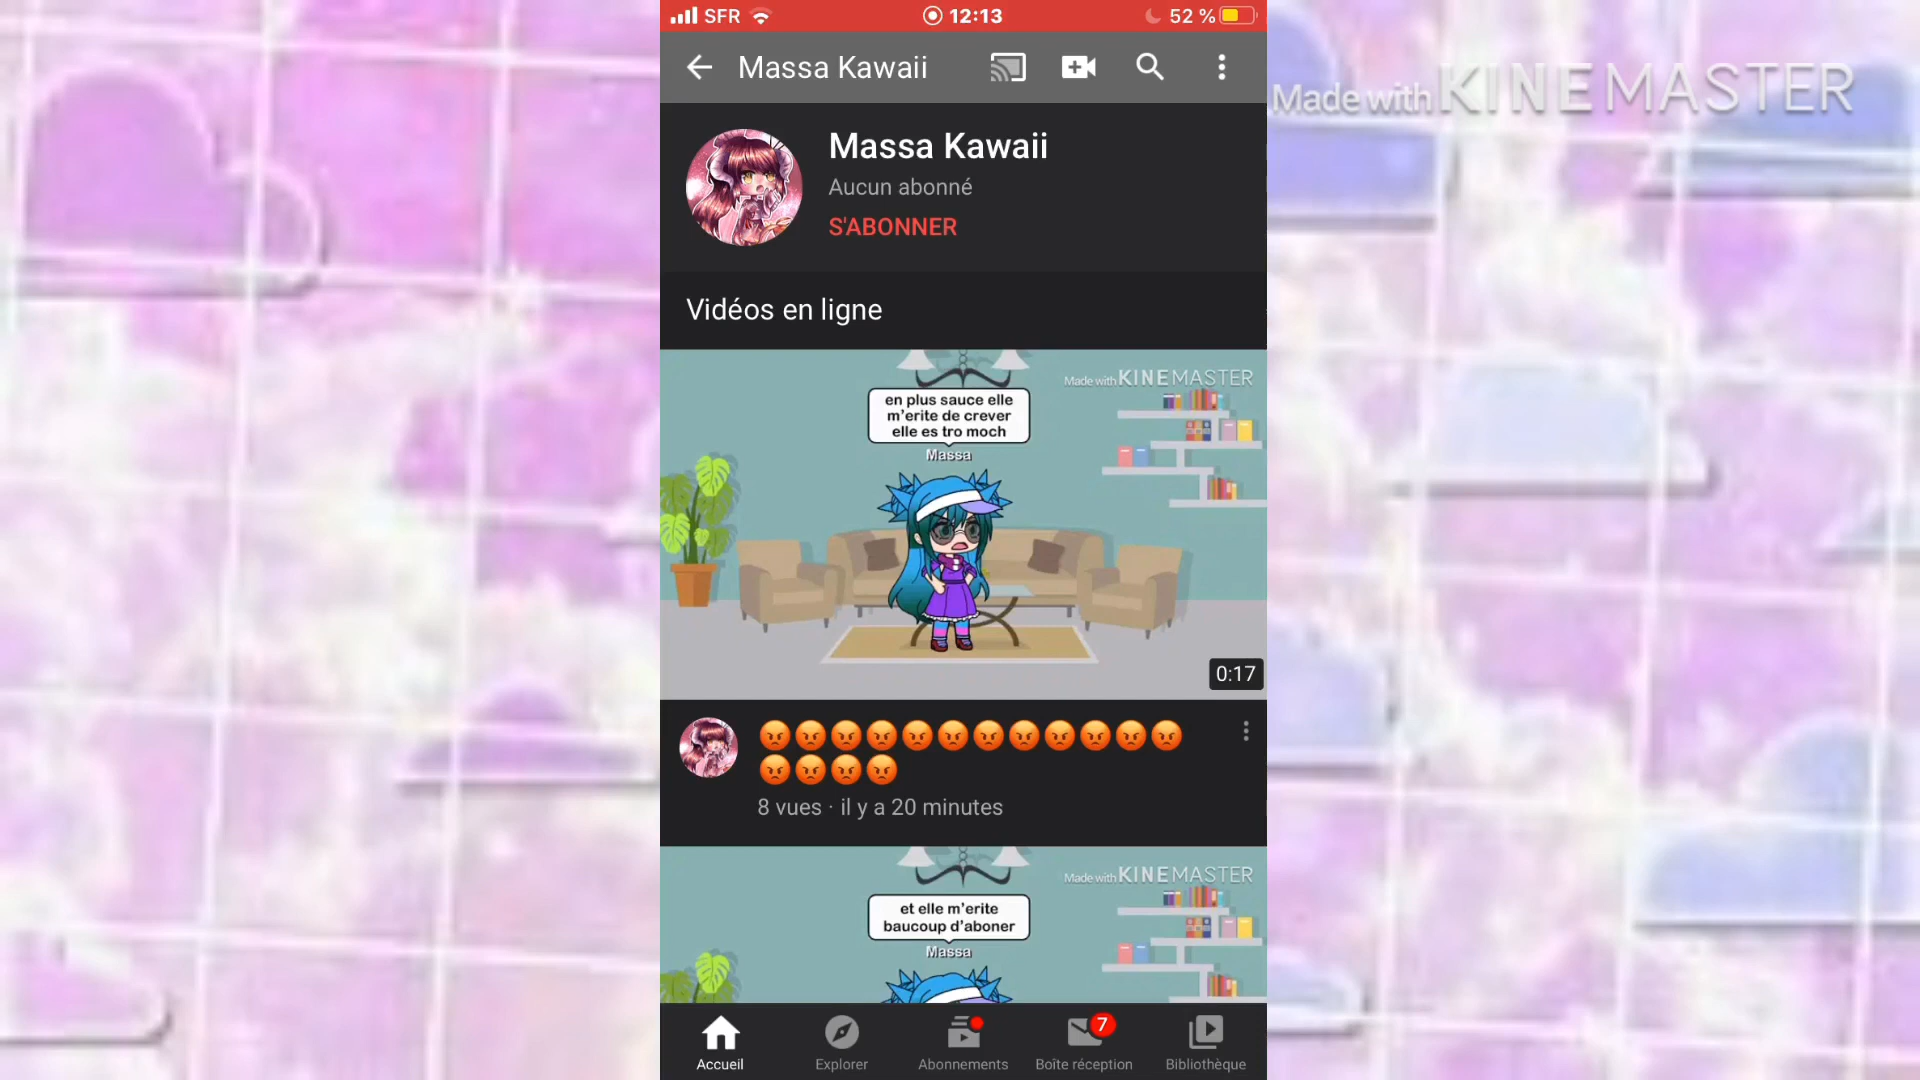 SFR
12:13
52 %
Massa Kawaii
Made with KINEMASTER
Massa Kawaii
Aucun abonné
S'ABONNER
Vidéos en ligne
Made with KINEMASTER
en plus sauce elle
m'erite de crever
elle es tro moch
Massa
0:17
8 vues · il y a 20 minutes
Made with KINEMASTER
et elle m'erite
baucoup d'aboner
Massa
7
Accueil
Explorer
Abonnements
Boîte réception
Bibliothèque